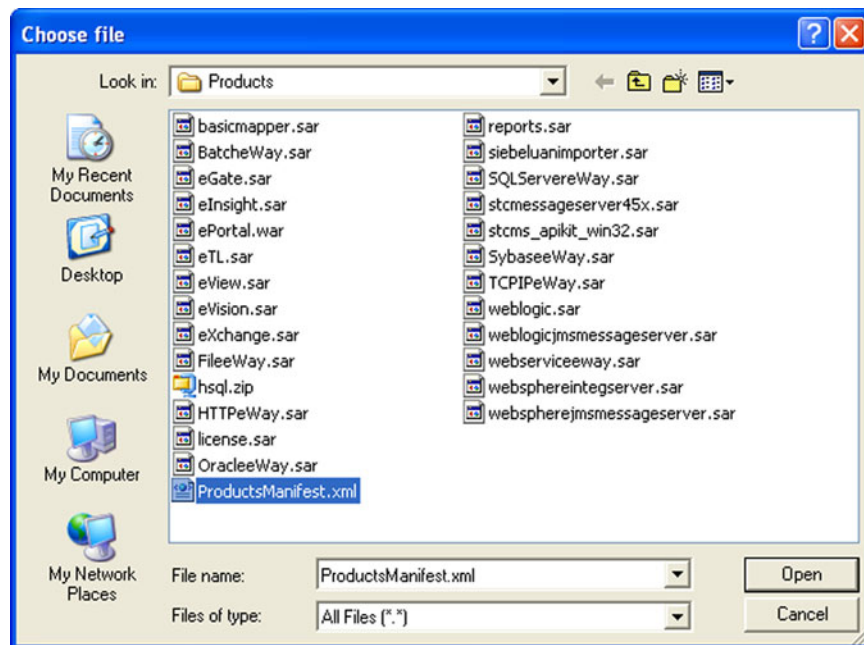 Choose file
Look in:
Products
My Recent
Documents
Desktop
My Documents
My Computer
My Network
Places
basicmapper.sar
BatcheWay.sar
eGate.sar
eInsight.sar
ePortal.war
eTL.sar
eView.sar
eVision.sar
eXchange.sar
FileeWay.sar
hsql.zip
HTTPeWay.sar
license.sar
OracleeWay.sar
ProductsManifest.xml
reports.sar
siebeluanimporter.sar
SQLServereWay.sar
stcmessageserver45x.sar
stcms_apikit_win32.sar
SybaseeWay.sar
TCPIPeWay.sar
weblogic.sar
weblogicjmsmessageserver.sar
webserviceeway.sar
websphereintegserver.sar
webspherejmsmessageserver.sar
File name:
ProductsManifest.xml
Open
Files of type:
All Files (*.*)
Cancel